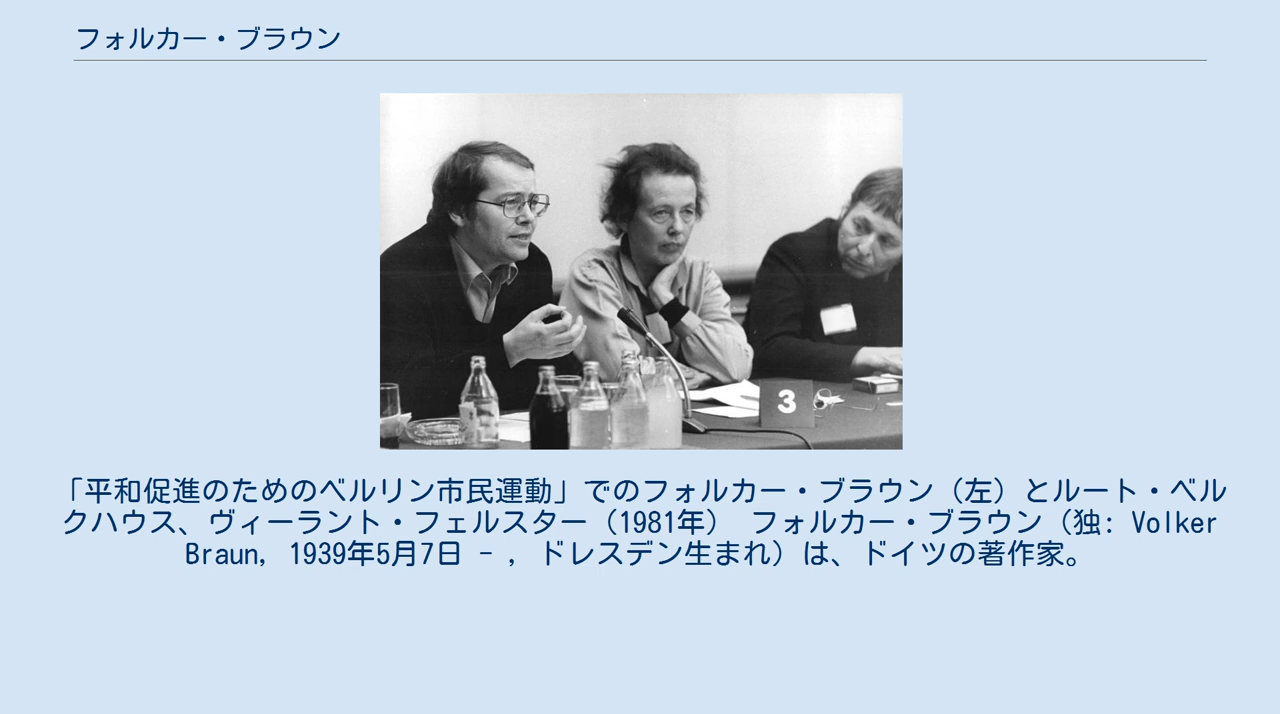 フォルカー・ブラウン
3
「平和促進のためのベルリン市民運動」でのフォルカー・ブラウン（左）とルート・ベル
クハウス、ヴィーラント・フェルスター（1981年） フォルカー・ブラウン（独: Volker
Braun, 1939年5月7日 - , ドレスデン生まれ）は、ドイツの著作家。